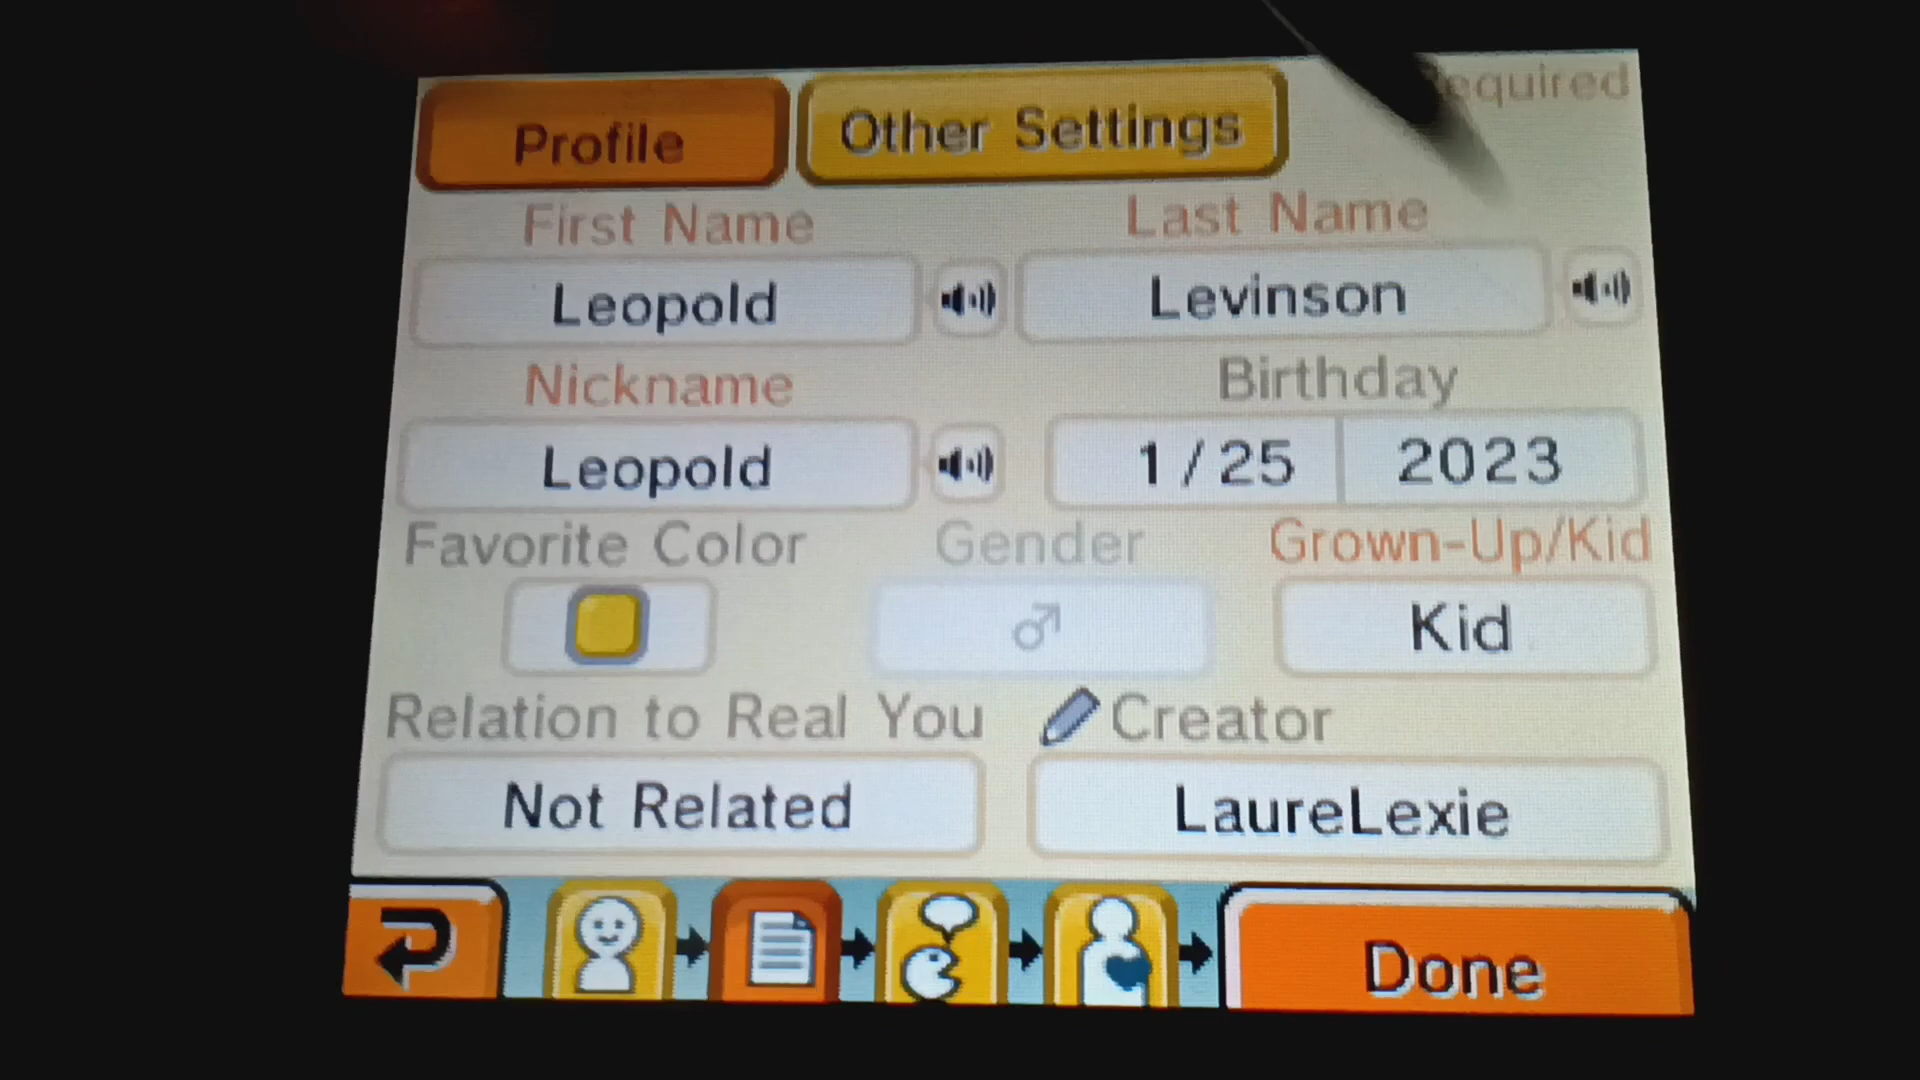 Profile Other Settings Required
First Name Last Name
Leopold Levinson
Nickname Birthday
Leopold 1/25 2023
Favorite Color Gender Grown-Up/Kid
♂ Kid
Relation to Real You Creator
Not Related LaureLexie
Done